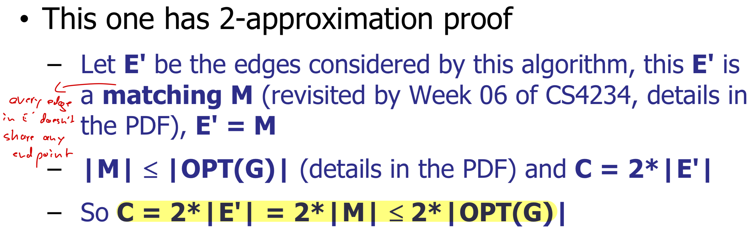 • This one has 2-approximation proof
– Let E' be the edges considered by this algorithm, this E' is
a matching M (revisited by Week 06 of CS4234, details in
the PDF), E' = M
every edge
in E' doesn't
share any
endpoint
– |M| ≤ |OPT(G)| (details in the PDF) and C = 2*|E'|
– So C = 2*|E'| = 2*|M| ≤ 2*|OPT(G)|